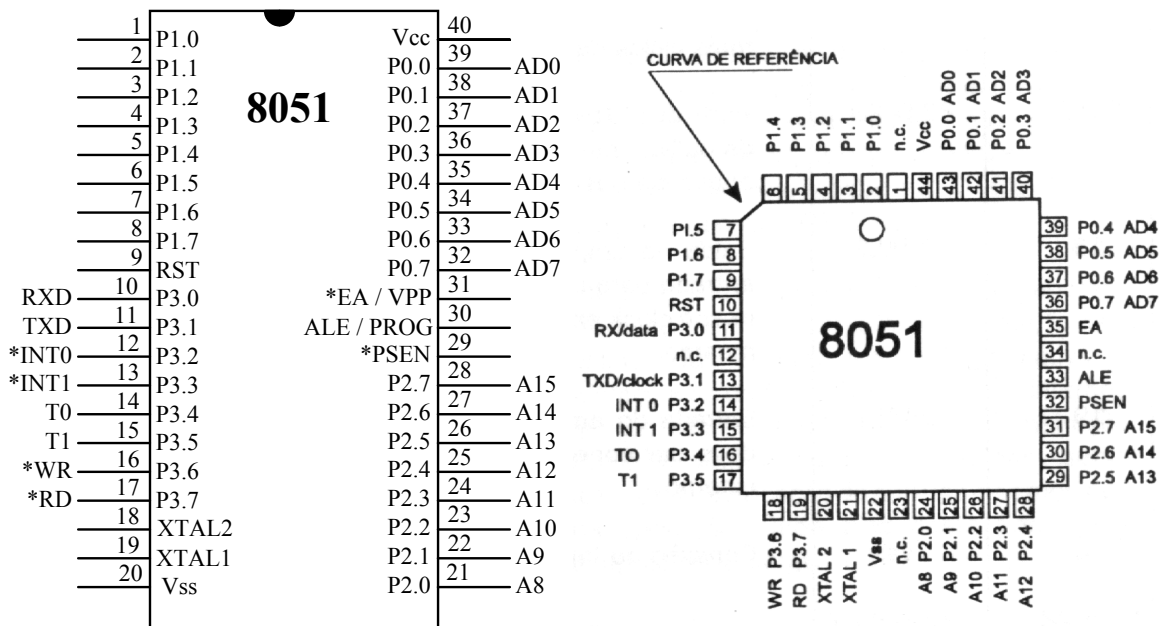 8051
1 P1.0 Vcc 40
2 P1.1 P0.0 39 AD0
3 P1.2 P0.1 38 AD1
4 P1.3 P0.2 37 AD2
5 P1.4 P0.3 36 AD3
6 P1.5 P0.4 35 AD4
7 P1.6 P0.5 34 AD5
8 P1.7 P0.6 33 AD6
9 RST P0.7 32 AD7
RXD 10 P3.0 *EA / VPP 31
TXD 11 P3.1 ALE / PROG 30
*INT0 12 P3.2 *PSEN 29
*INT1 13 P3.3 P2.7 28 A15
T0 14 P3.4 P2.6 27 A14
T1 15 P3.5 P2.5 26 A13
*WR 16 P3.6 P2.4 25 A12
*RD 17 P3.7 P2.3 24 A11
18 XTAL2 P2.2 23 A10
19 XTAL1 P2.1 22 A9
20 Vss P2.0 21 A8
CURVA DE REFERÊNCIA
P1.4 6
P1.3 5
P1.2 4
P1.1 3
P1.0 2
n.c. 1
Vcc 44
P0.0 AD0 43
P0.1 AD1 42
P0.2 AD2 41
P0.3 AD3 40
PI.5 7
P1.6 8
P1.7 9
RST 10
RX/data P3.0 11
n.c. 12
TXD/clock P3.1 13
INT 0 P3.2 14
INT 1 P3.3 15
TO P3.4 16
T1 P3.5 17
8051
39 P0.4 AD4
38 P0.5 AD5
37 P0.6 AD6
36 P0.7 AD7
35 EA
34 n.c.
33 ALE
32 PSEN
31 P2.7 A15
30 P2.6 A14
29 P2.5 A13
18 WR P3.6
19 RD P3.7
20 XTAL 2
21 XTAL 1
22 Vss
23 n.c.
24 A8 P2.0
25 A9 P2.1
26 A10 P2.2
27 A11 P2.3
28 A12 P2.4